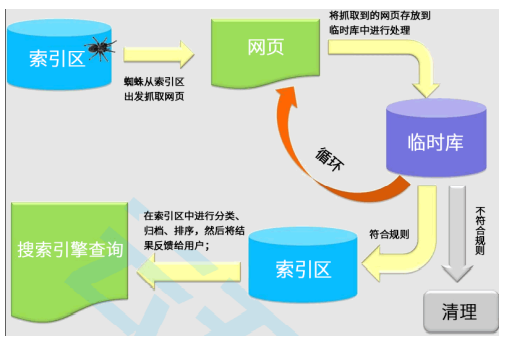 索引区
蜘蛛从索引区
出发抓取网页
网页
将抓取到的网页存放到
临时库中进行处理
临时库
循环
符合规则
不符合规则
清理
索引区
在索引区中进行分类、
归档、排序，然后将结
果反馈给用户；
搜索引擎查询